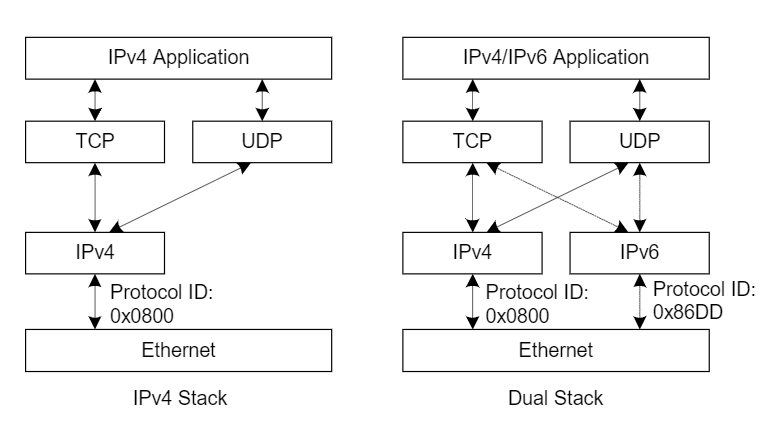 IPv4 Application
TCP
UDP
IPv4
Protocol ID:
0x0800
Ethernet
IPv4 Stack
IPv4/IPv6 Application
TCP
UDP
IPv4
IPv6
Protocol ID:
0x0800
Protocol ID:
0x86DD
Ethernet
Dual Stack